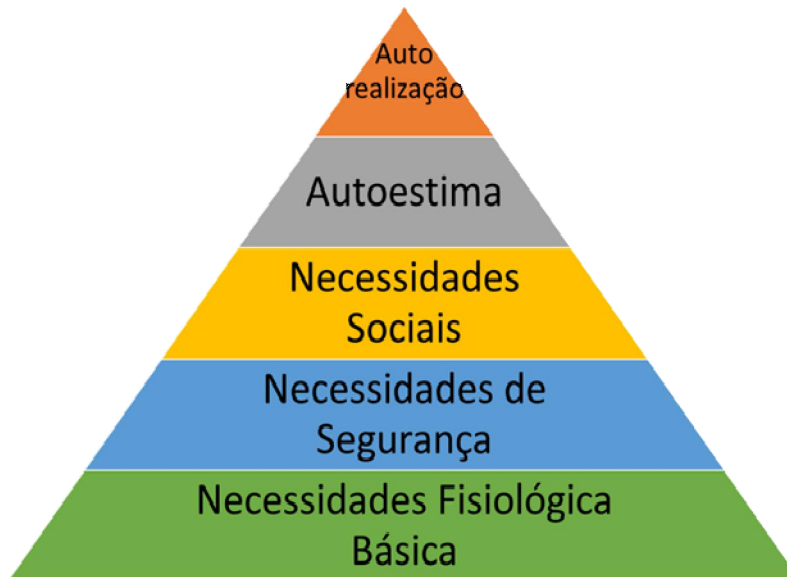 Auto
realização
Autoestima
Necessidades
Sociais
Necessidades de
Segurança
Necessidades Fisiológica
Básica